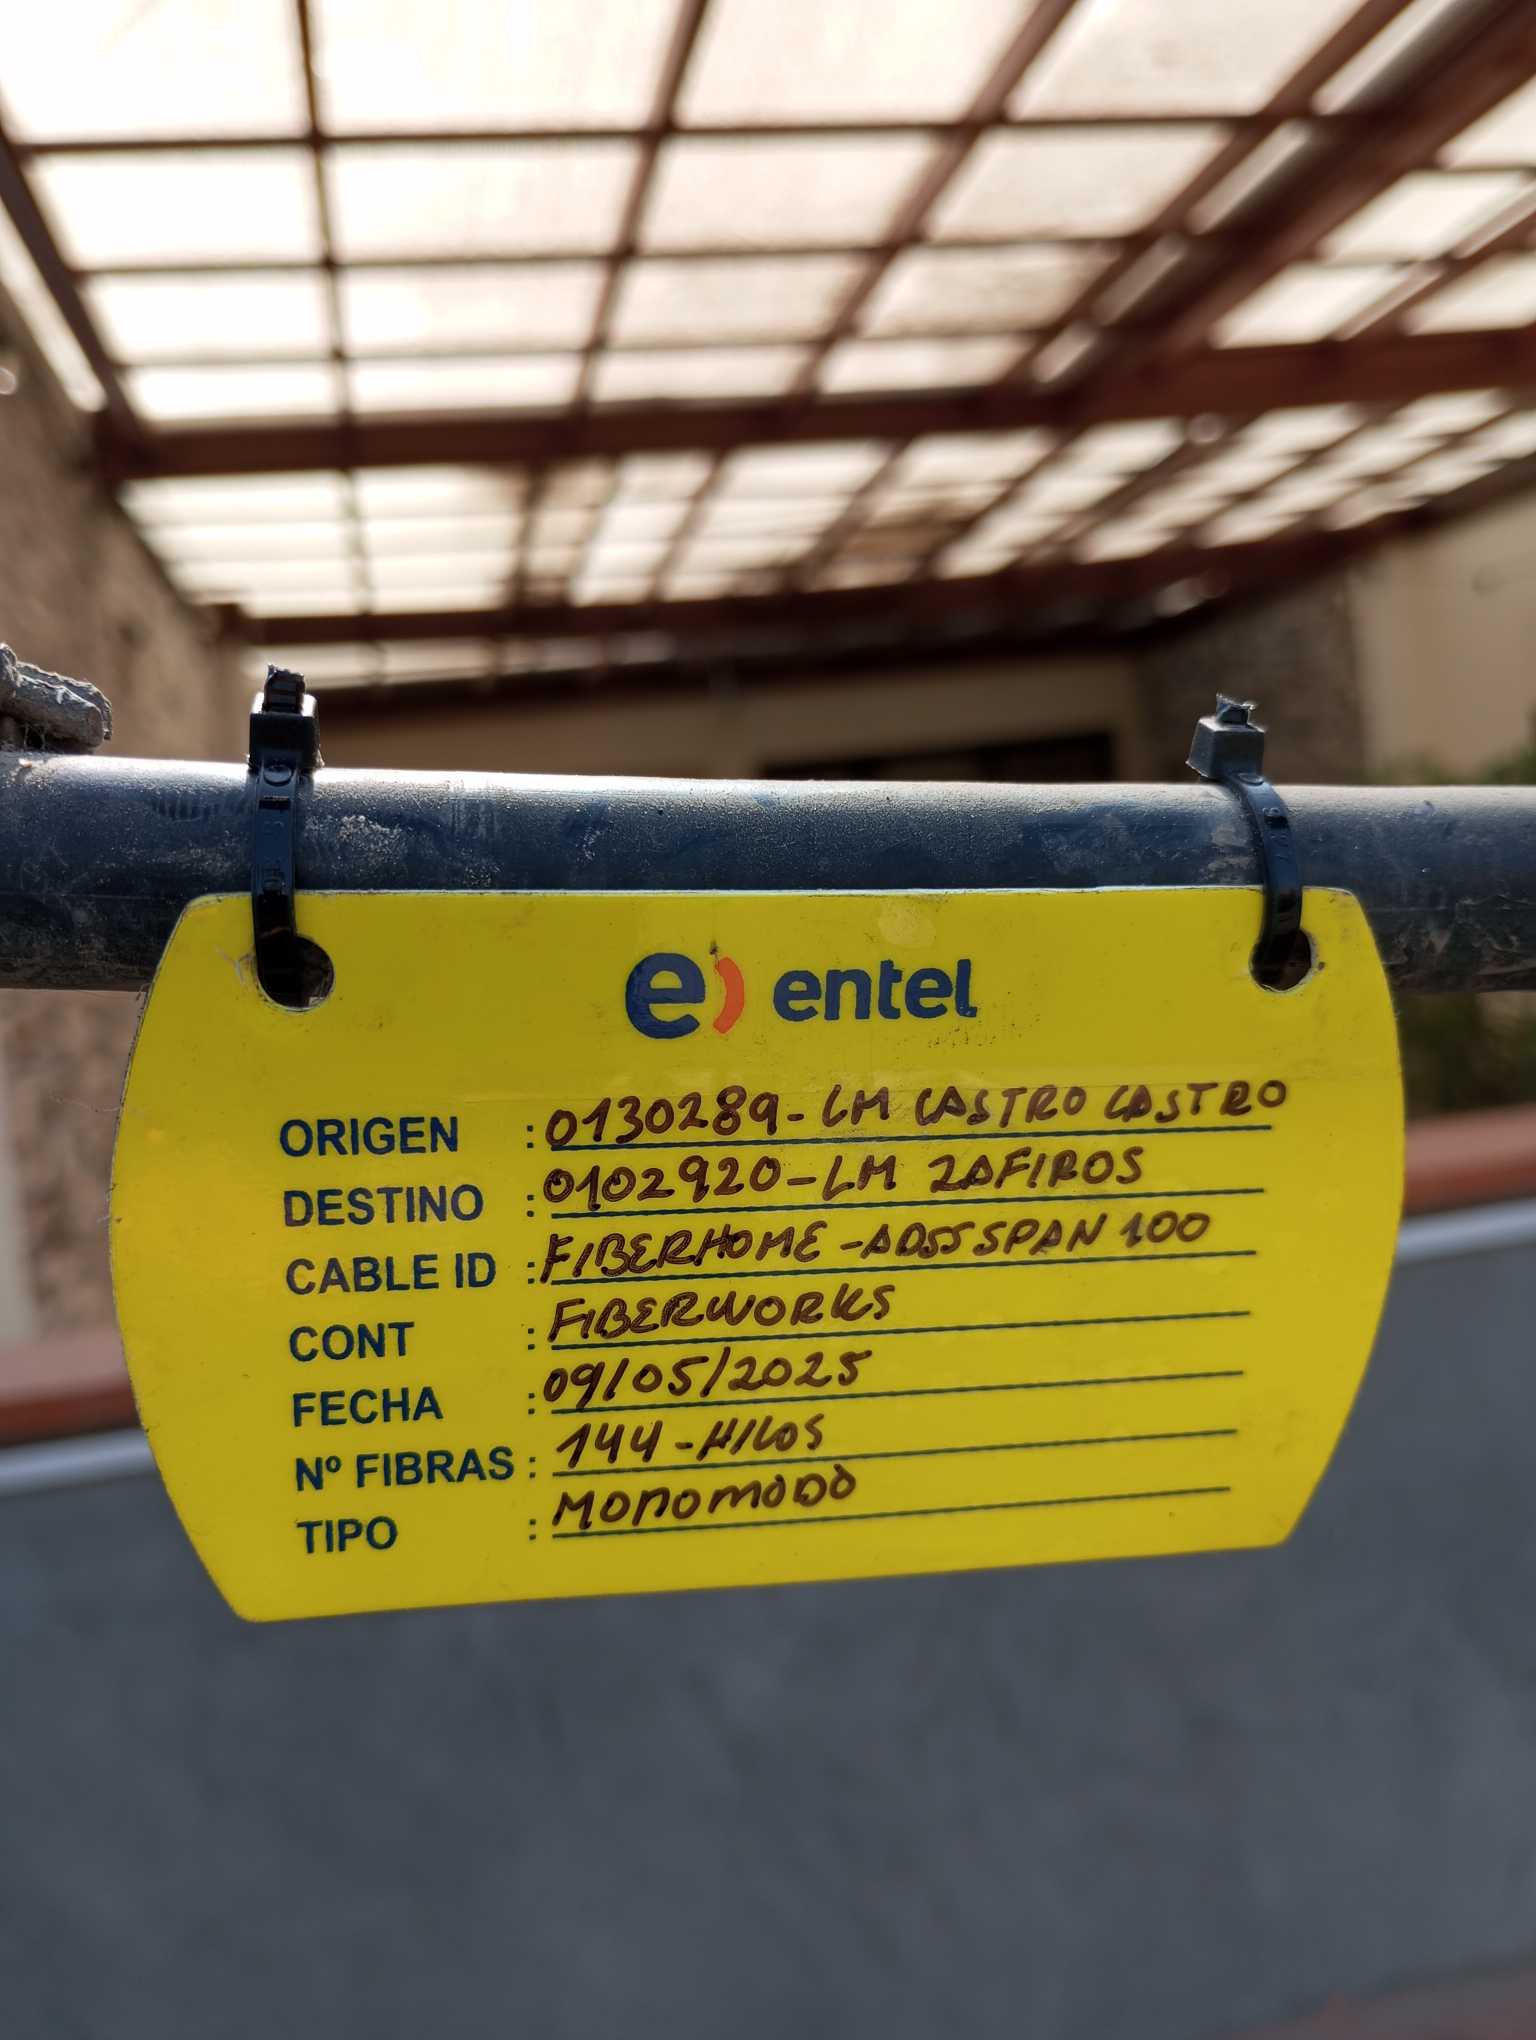 e) entel
ORIGEN : 0130289-LM CASTRO CASTRO
DESTINO : 0102920-LM ZAFIROS
CABLE ID : FIBERHOME-ADSS SPAN 100
CONT : FIBERWORKS
FECHA : 09/05/2025
Nº FIBRAS : 144-HILOS
TIPO : MONOMODO